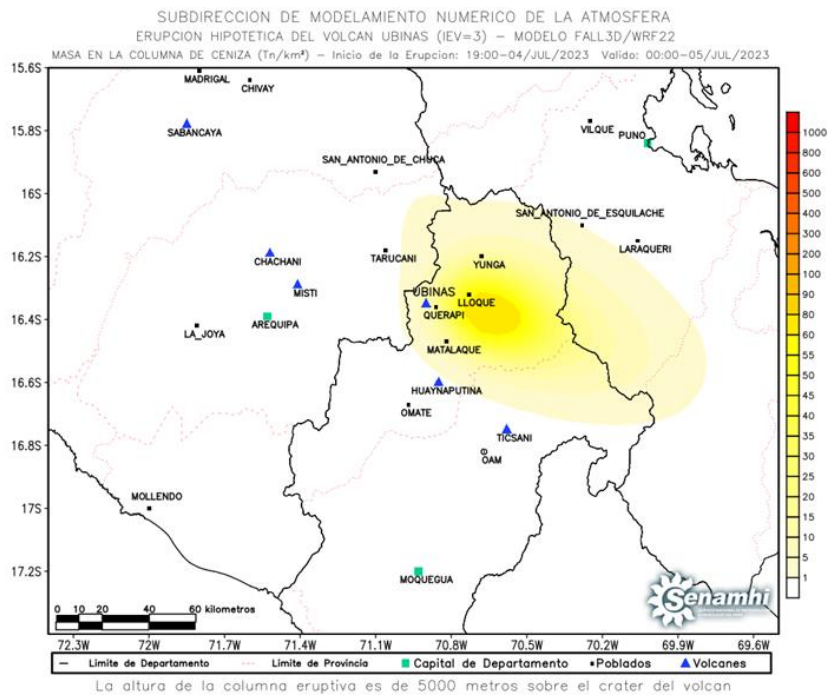 SUBDIRECCION DE MODELAMIENTO NUMERICO DE LA ATMOSFERA
ERUPCION HIPOTETICA DEL VOLCAN UBINAS (IEV=3) – MODELO FALL3D/WRF22
MASA EN LA COLUMNA DE CENIZA (Tn/km²) – Inicio de la Erupcion: 19:00–04/JUL/2023 Valido: 00:00–05/JUL/2023
15.6S
MADRIGAL
CHIVAY
15.8S
SABANCAYA
VILQUE
PUNO
SAN_ANTONIO_DE_CHUCA
16S
SAN_ANTONIO_DE_ESQUILACHE
16.2S
CHACHANI
TARUCANI
YUNGA
LARAQUERI
MISTI
UBINAS
LLOQUE
QUERAPI
16.4S
LA_JOYA
AREQUIPA
MATALAQUE
16.6S
HUAYNAPUTINA
OMATE
TICSANI
16.8S
OAM
MOLLENDO
17S
17.2S
MOQUEGUA
0 10 20 40 60 kilometros
Senamhi
72.3W 72W 71.7W 71.4W 71.1W 70.8W 70.5W 70.2W 69.9W 69.6W
1000
800
600
500
400
300
200
100
90
80
60
55
50
45
35
30
25
20
15
10
5
1
Limite de Departamento Limite de Provincia Capital de Departamento Poblados Volcanes
La altura de la columna eruptiva es de 5000 metros sobre el crater del volcan